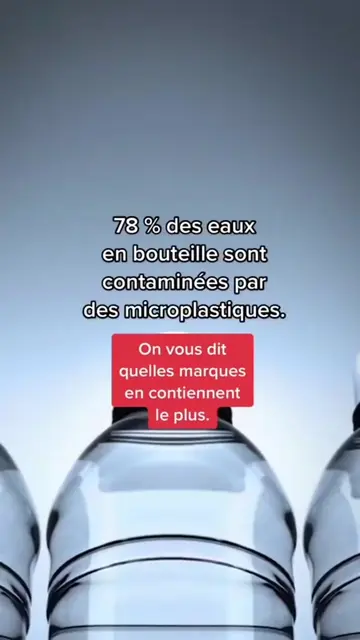 78 % des eaux
en bouteille sont
contaminées par
des microplastiques.
On vous dit
quelles marques
en contiennent
le plus.